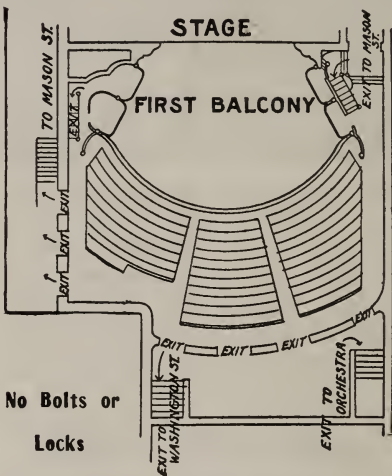 STAGE
EXIT TO MASON ST.
TO MASON ST.
EXIT
FIRST BALCONY
EXIT
EXIT
EXIT
EXIT
EXIT
EXIT
EXIT
EXIT TO WASHINGTON ST.
EXIT TO ORCHESTRA
No Bolts or
Locks